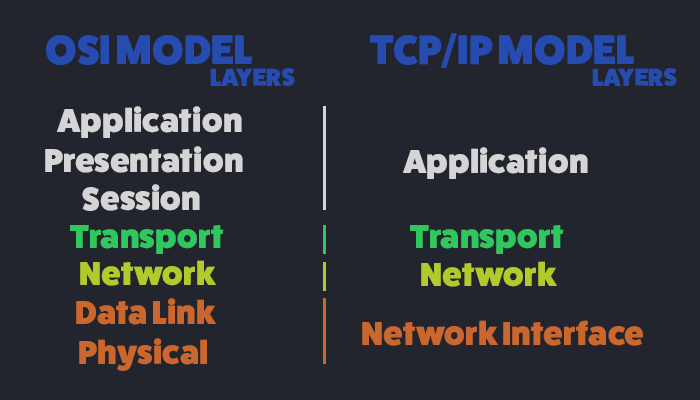 OSI MODEL
LAYERS
Application
Presentation
Session
Transport
Network
Data Link
Physical
TCP/IP MODEL
LAYERS
Application
Transport
Network
Network Interface